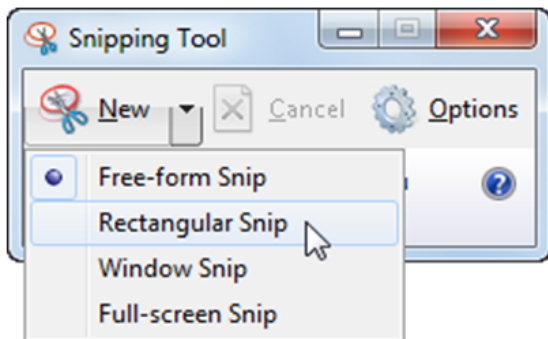 Snipping Tool
New Cancel Options
Free-form Snip
Rectangular Snip
Window Snip
Full-screen Snip